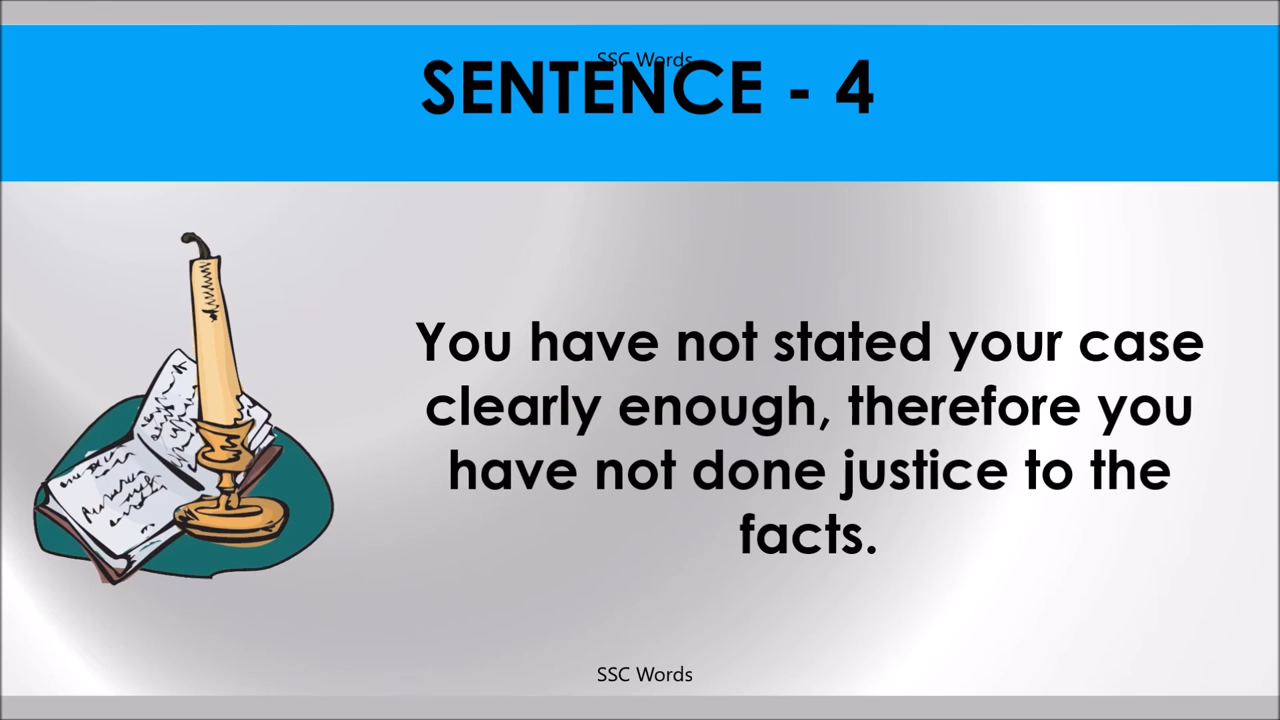 SSC Words
SENTENCE - 4
You have not stated your case
clearly enough, therefore you
have not done justice to the
facts.
SSC Words